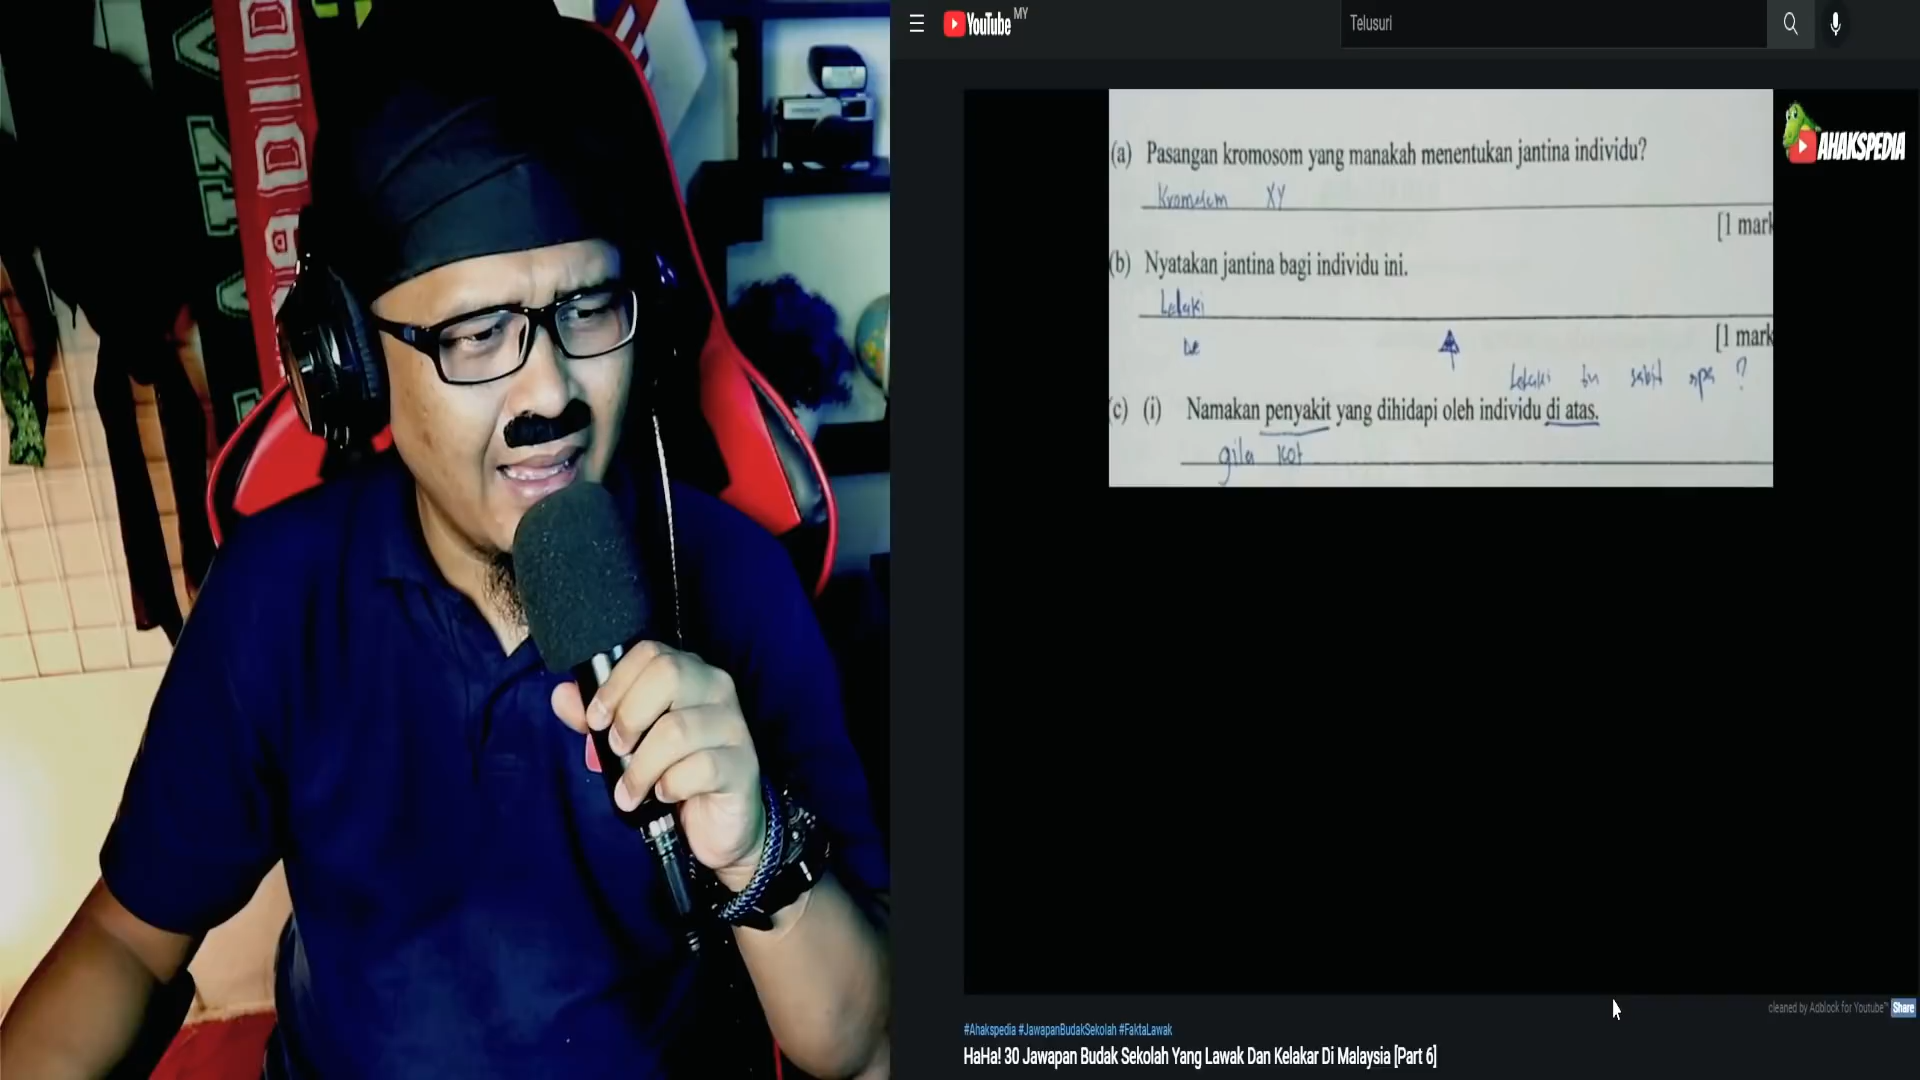 YouTube MY
Telusuri
AHAKSPEDIA
(a) Pasangan kromosom yang manakah menentukan jantina individu?
Kromosom XY
[1 mark
(b) Nyatakan jantina bagi individu ini.
Lelaki
[1 mark
Lelaki tu sakit apa ?
(c) (i) Namakan penyakit yang dihidapi oleh individu di atas.
gila kot
cleaned by Adblock for Youtube™ Share
#Ahakspedia #JawapanBudakSekolah #FaktaLawak
HaHa! 30 Jawapan Budak Sekolah Yang Lawak Dan Kelakar Di Malaysia [Part 6]